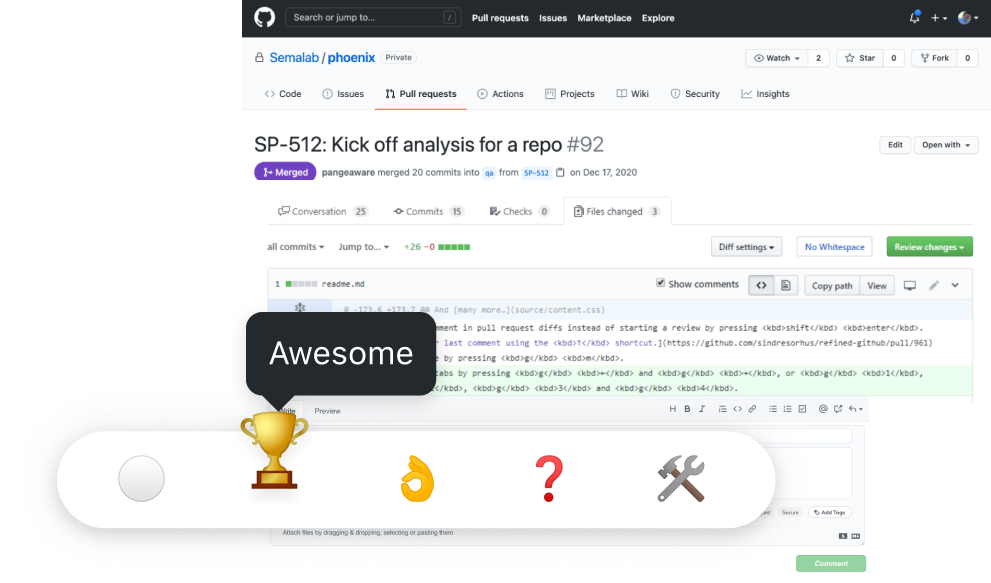 Search or jump to... /
Pull requests Issues Marketplace Explore
Semalab / phoenix Private
Watch 2 Star 0 Fork 0
Code Issues Pull requests Actions Projects Wiki Security Insights
SP-512: Kick off analysis for a repo #92
Edit Open with
Merged pangeaware merged 20 commits into qa from SP-512 on Dec 17, 2020
Conversation 25 Commits 15 Checks 0 Files changed 3
all commits Jump to... +26 −0
Diff settings No Whitespace Review changes
1 readme.md Show comments Copy path View
@ -173,6 +173,7 @@ And [many more…](source/content.css)
mment in pull request diffs instead of starting a review by pressing <kbd>shift</kbd> <kbd>enter</kbd>.
r last comment using the <kbd>↑</kbd> shortcut.](https://github.com/sindresorhus/refined-github/pull/961)
e by pressing <kbd>g</kbd> <kbd>m</kbd>.
tabs by pressing <kbd>g</kbd> <kbd>←</kbd> and <kbd>g</kbd> <kbd>→</kbd>, or <kbd>g</kbd> <kbd>1</kbd>,
</kbd>, <kbd>g</kbd> <kbd>3</kbd> and <kbd>g</kbd> <kbd>4</kbd>.
Awesome
Write Preview
H B I
Secure Add Tags
Attach files by dragging & dropping, selecting or pasting them
Comment